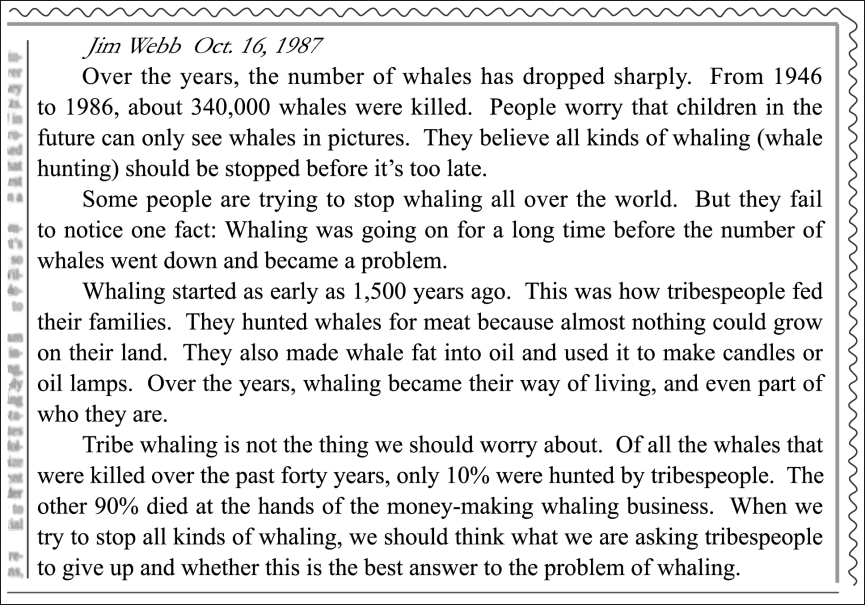 Jim Webb Oct. 16, 1987
Over the years, the number of whales has dropped sharply. From 1946
to 1986, about 340,000 whales were killed. People worry that children in the
future can only see whales in pictures. They believe all kinds of whaling (whale
hunting) should be stopped before it's too late.
Some people are trying to stop whaling all over the world. But they fail
to notice one fact: Whaling was going on for a long time before the number of
whales went down and became a problem.
Whaling started as early as 1,500 years ago. This was how tribespeople fed
their families. They hunted whales for meat because almost nothing could grow
on their land. They also made whale fat into oil and used it to make candles or
oil lamps. Over the years, whaling became their way of living, and even part of
who they are.
Tribe whaling is not the thing we should worry about. Of all the whales that
were killed over the past forty years, only 10% were hunted by tribespeople. The
other 90% died at the hands of the money-making whaling business. When we
try to stop all kinds of whaling, we should think what we are asking tribespeople
to give up and whether this is the best answer to the problem of whaling.